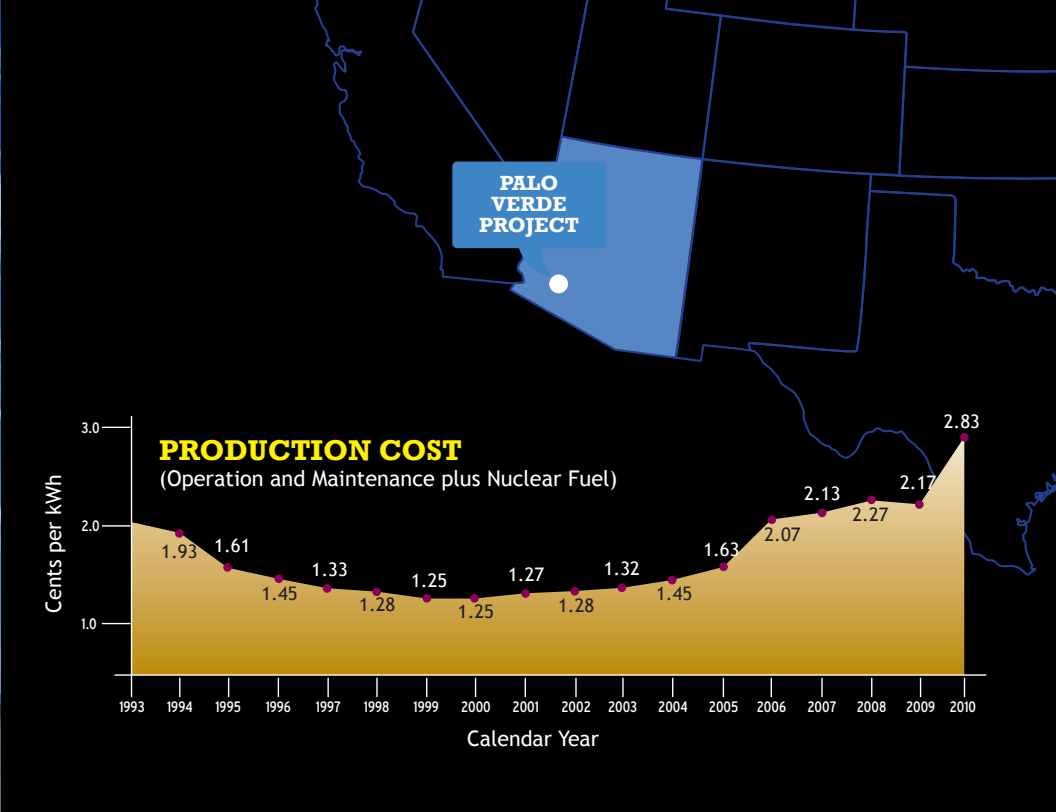 PALO
VERDE
PROJECT
PRODUCTION COST
(Operation and Maintenance plus Nuclear Fuel)
Cents per kWh
3.0
2.0
1.0
1.93
1.61
1.45
1.33
1.28
1.25
1.25
1.27
1.28
1.32
1.45
1.63
2.07
2.13
2.27
2.17
2.83
1993 1994 1995 1996 1997 1998 1999 2000 2001 2002 2003 2004 2005 2006 2007 2008 2009 2010
Calendar Year